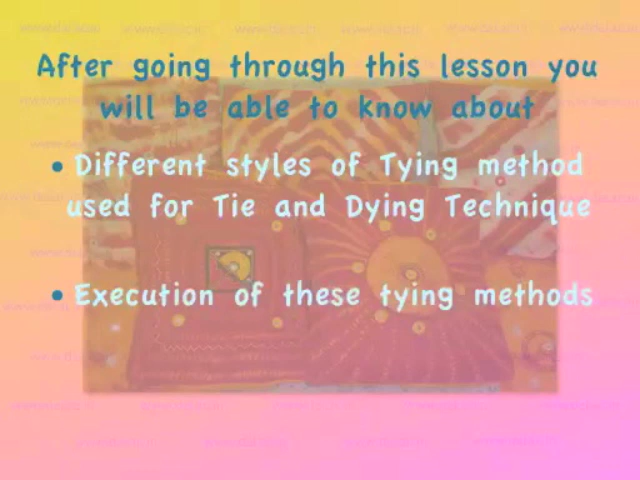 After going through this lesson you
will be able to know about
• Different styles of Tying method
used for Tie and Dying Technique
• Execution of these tying methods